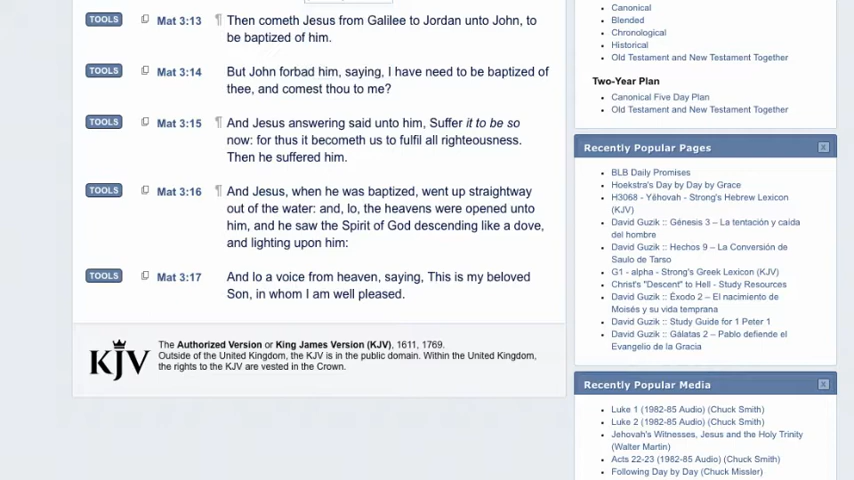 TOOLS Mat 3:13 ¶ Then cometh Jesus from Galilee to Jordan unto John, to
be baptized of him.
TOOLS Mat 3:14 But John forbad him, saying, I have need to be baptized of
thee, and comest thou to me?
TOOLS Mat 3:15 ¶ And Jesus answering said unto him, Suffer it to be so
now: for thus it becometh us to fulfil all righteousness.
Then he suffered him.
TOOLS Mat 3:16 ¶ And Jesus, when he was baptized, went up straightway
out of the water: and, lo, the heavens were opened unto
him, and he saw the Spirit of God descending like a dove,
and lighting upon him:
TOOLS Mat 3:17 And lo a voice from heaven, saying, This is my beloved
Son, in whom I am well pleased.
KJV
The Authorized Version or King James Version (KJV), 1611, 1769.
Outside of the United Kingdom, the KJV is in the public domain. Within the United Kingdom,
the rights to the KJV are vested in the Crown.
Canonical
Blended
Chronological
Historical
Old Testament and New Testament Together
Two-Year Plan
Canonical Five Day Plan
Old Testament and New Testament Together
Recently Popular Pages
BLB Daily Promises
Hoekstra's Day by Day by Grace
H3068 - Yĕhovah - Strong's Hebrew Lexicon
(KJV)
David Guzik :: Génesis 3 – La tentación y caída
del hombre
David Guzik :: Hechos 9 – La Conversión de
Saulo de Tarso
G1 - alpha - Strong's Greek Lexicon (KJV)
Christ's "Descent" to Hell - Study Resources
David Guzik :: Éxodo 2 – El nacimiento de
Moisés y su vida temprana
David Guzik :: Study Guide for 1 Peter 1
David Guzik :: Gálatas 2 – Pablo defiende el
Evangelio de la Gracia
Recently Popular Media
Luke 1 (1982-85 Audio) (Chuck Smith)
Luke 2 (1982-85 Audio) (Chuck Smith)
Jehovah's Witnesses, Jesus and the Holy Trinity
(Walter Martin)
Acts 22-23 (1982-85 Audio) (Chuck Smith)
Following Day by Day (Chuck Missler)